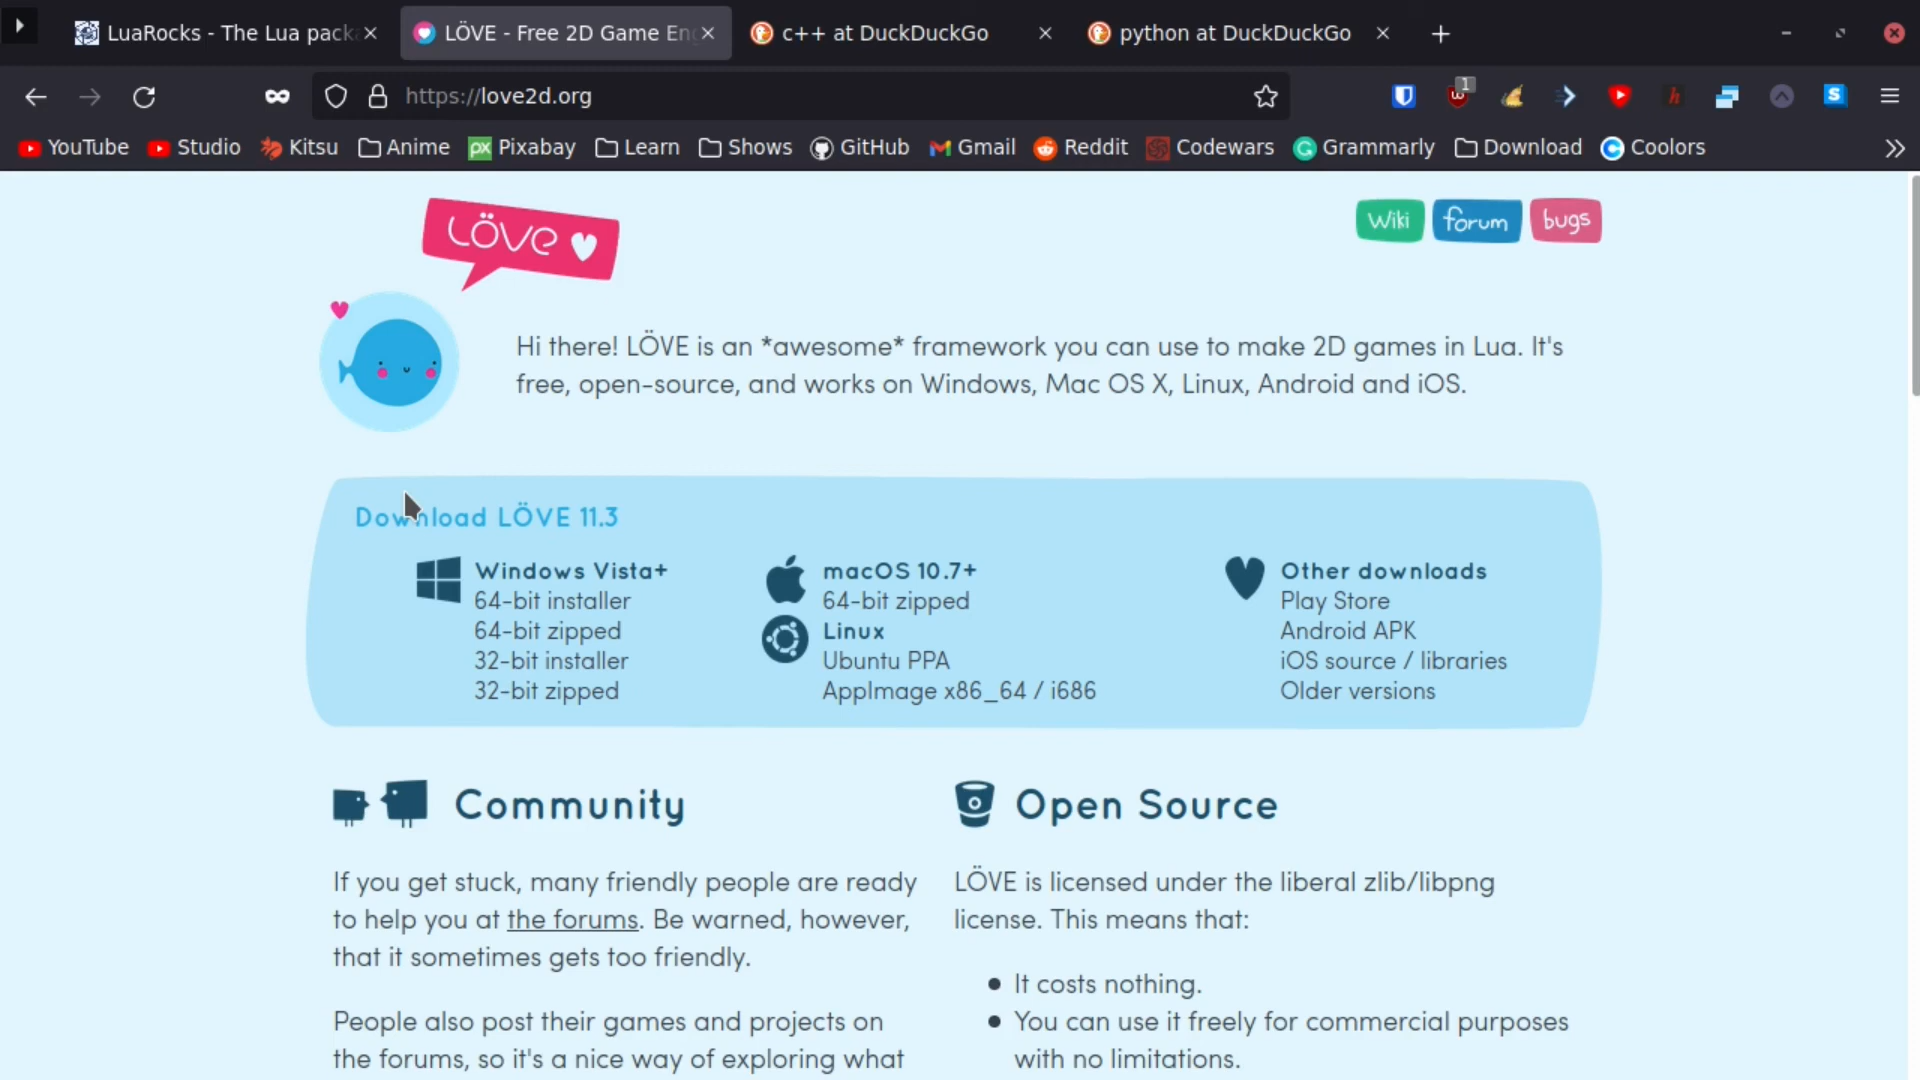 LuaRocks - The Lua pack
LÖVE - Free 2D Game Eng
c++ at DuckDuckGo
python at DuckDuckGo
https://love2d.org
1
YouTube
Studio
Kitsu
Anime
px Pixabay
Learn
Shows
GitHub
Gmail
Reddit
Codewars
Grammarly
Download
Coolors
LÖVE
Wiki
forum
bugs
Hi there! LÖVE is an *awesome* framework you can use to make 2D games in Lua. It's
free, open-source, and works on Windows, Mac OS X, Linux, Android and iOS.
Download LÖVE 11.3
Windows Vista+
64-bit installer
64-bit zipped
32-bit installer
32-bit zipped
macOS 10.7+
64-bit zipped
Linux
Ubuntu PPA
AppImage x86_64 / i686
Other downloads
Play Store
Android APK
iOS source / libraries
Older versions
Community
If you get stuck, many friendly people are ready
to help you at the forums. Be warned, however,
that it sometimes gets too friendly.
People also post their games and projects on
the forums, so it's a nice way of exploring what
Open Source
LÖVE is licensed under the liberal zlib/libpng
license. This means that:
It costs nothing.
You can use it freely for commercial purposes
with no limitations.